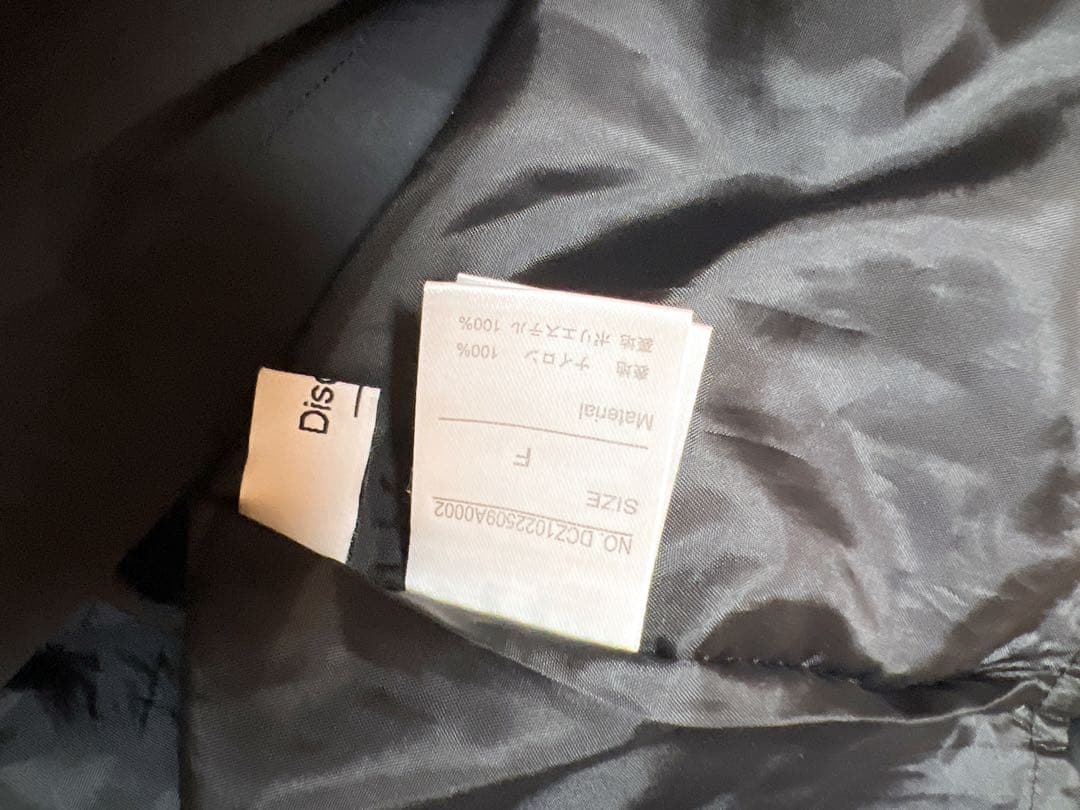 NO. DCZ1022509A0002
SIZE
F
Material
表地 ナイロン 100%
裏地 ポリエステル 100%
Dis